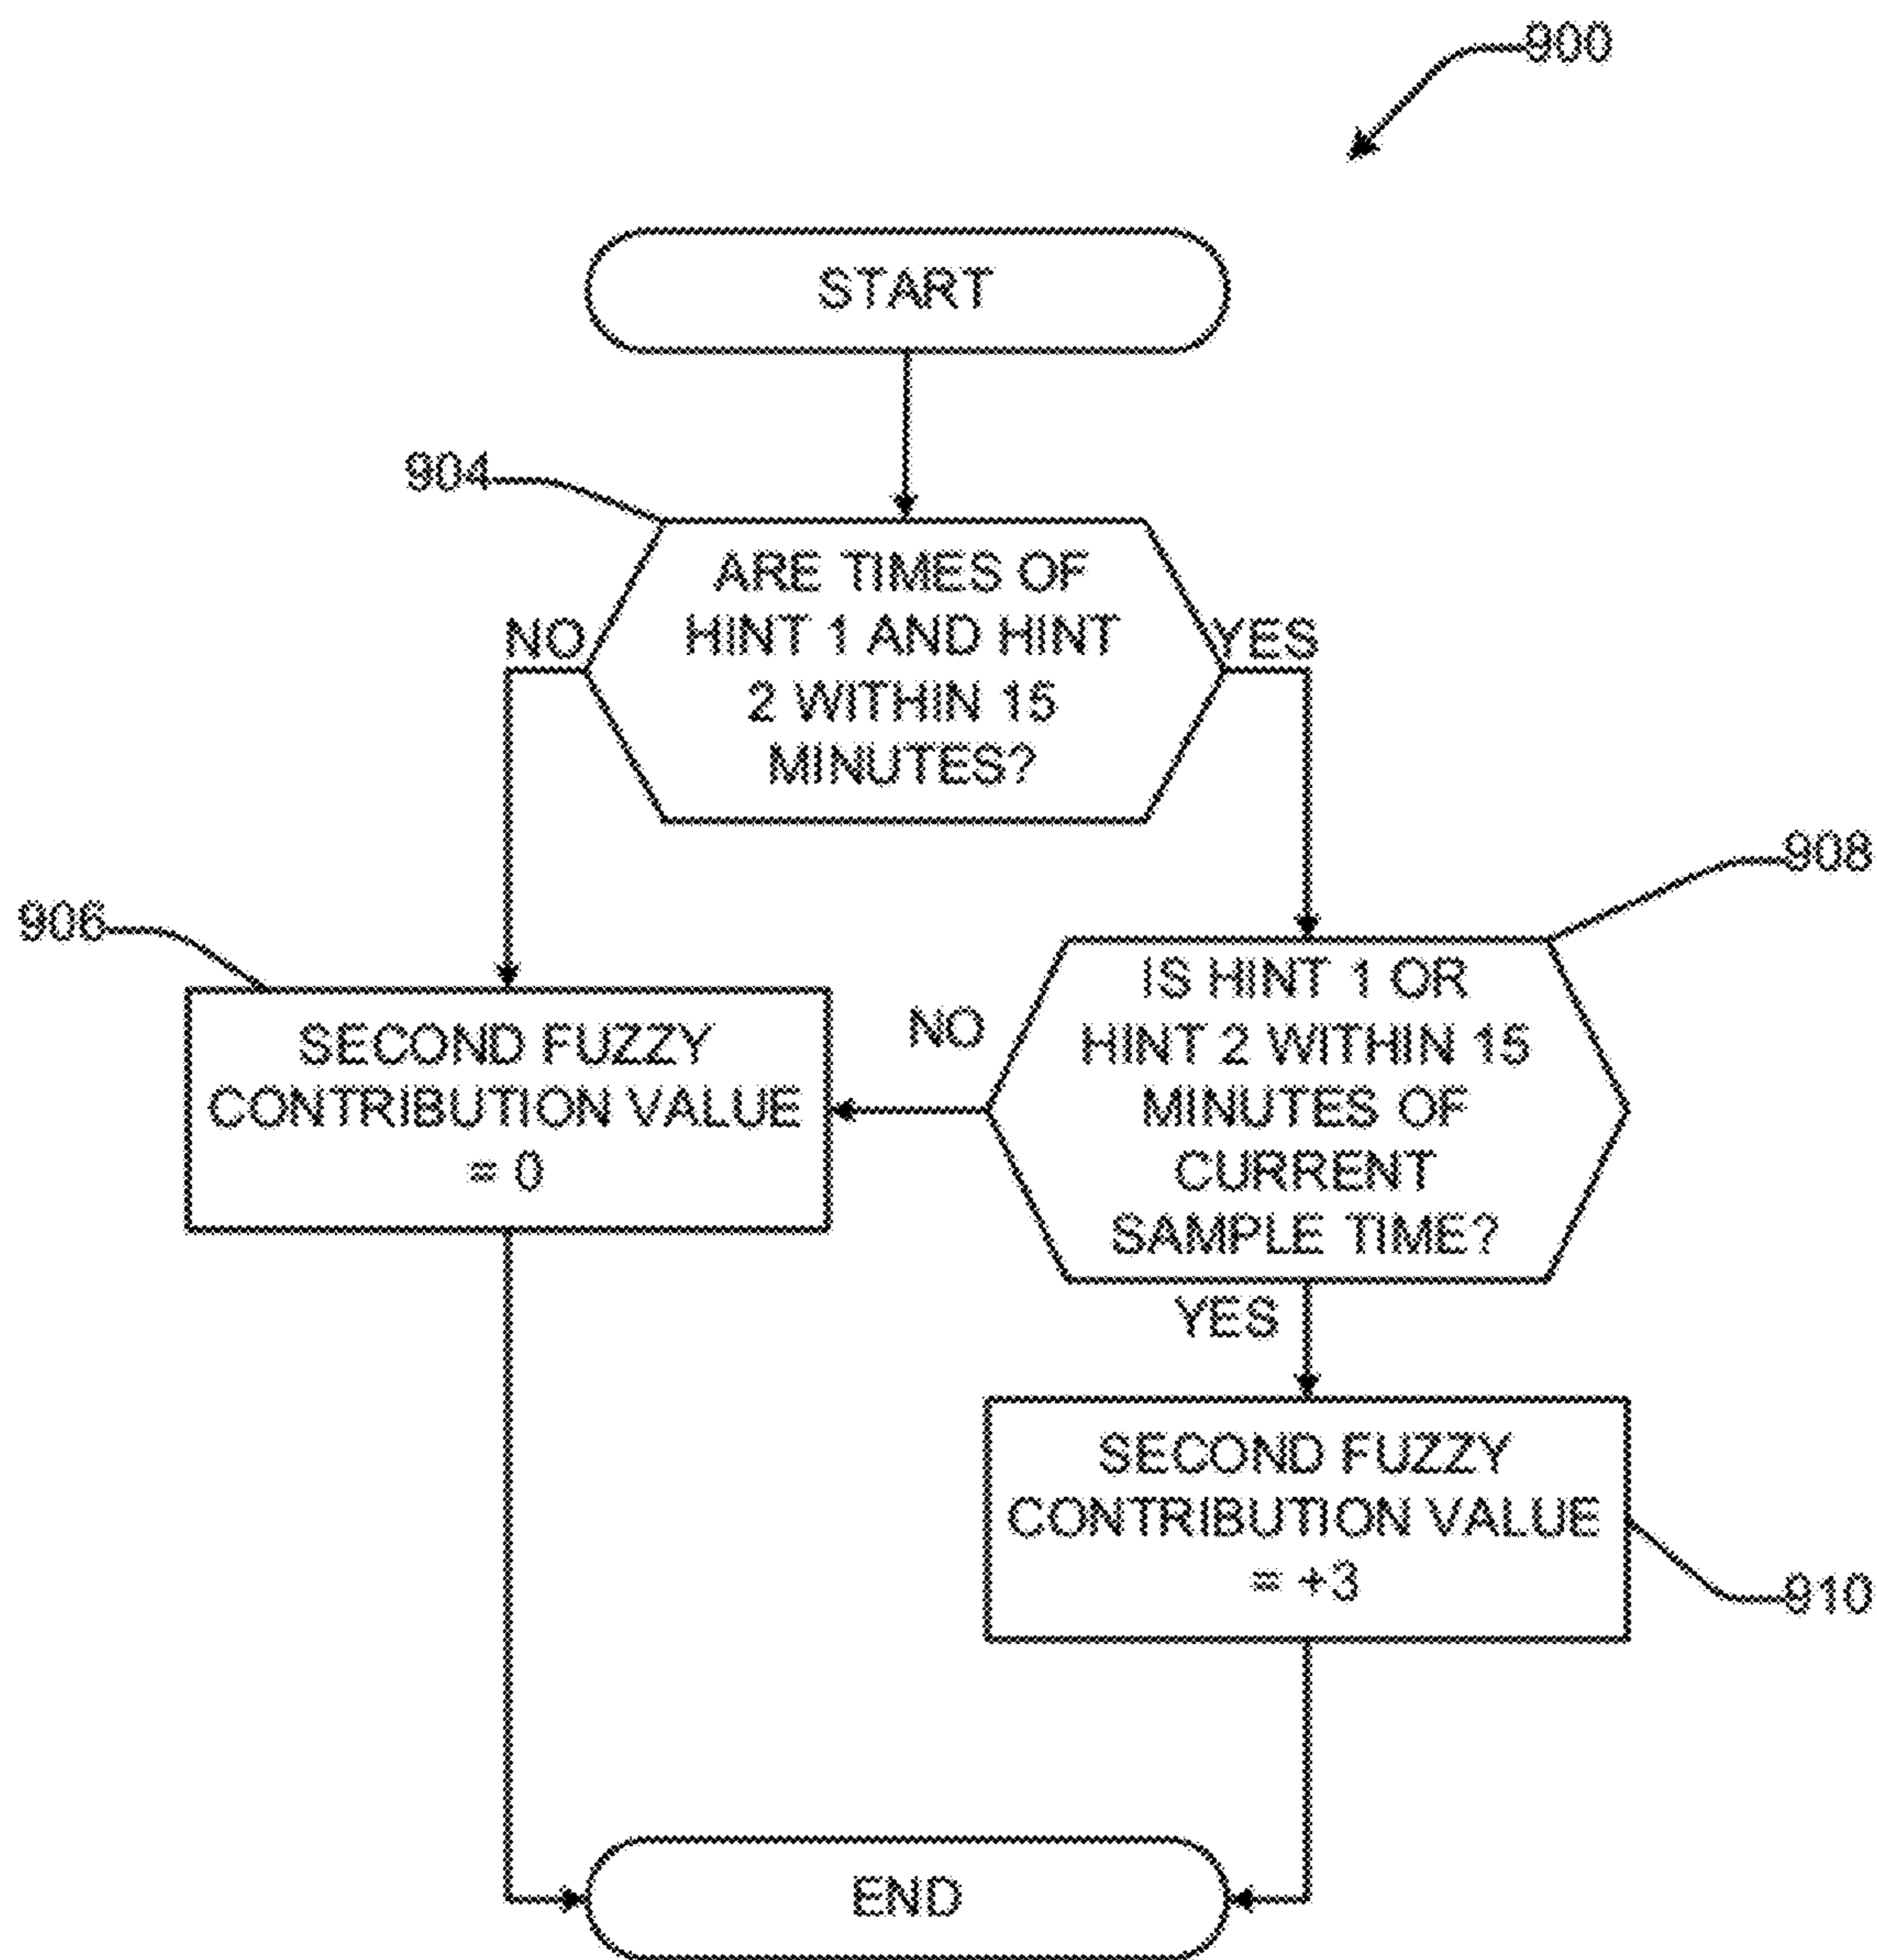 900
START
904
ARE TIMES OF
HINT 1 AND HINT
2 WITHIN 15
MINUTES?
NO
YES
908
906
IS HINT 1 OR
HINT 2 WITHIN 15
MINUTES OF
CURRENT
SAMPLE TIME?
NO
SECOND FUZZY
CONTRIBUTION VALUE
= 0
YES
SECOND FUZZY
CONTRIBUTION VALUE
= +3
910
END